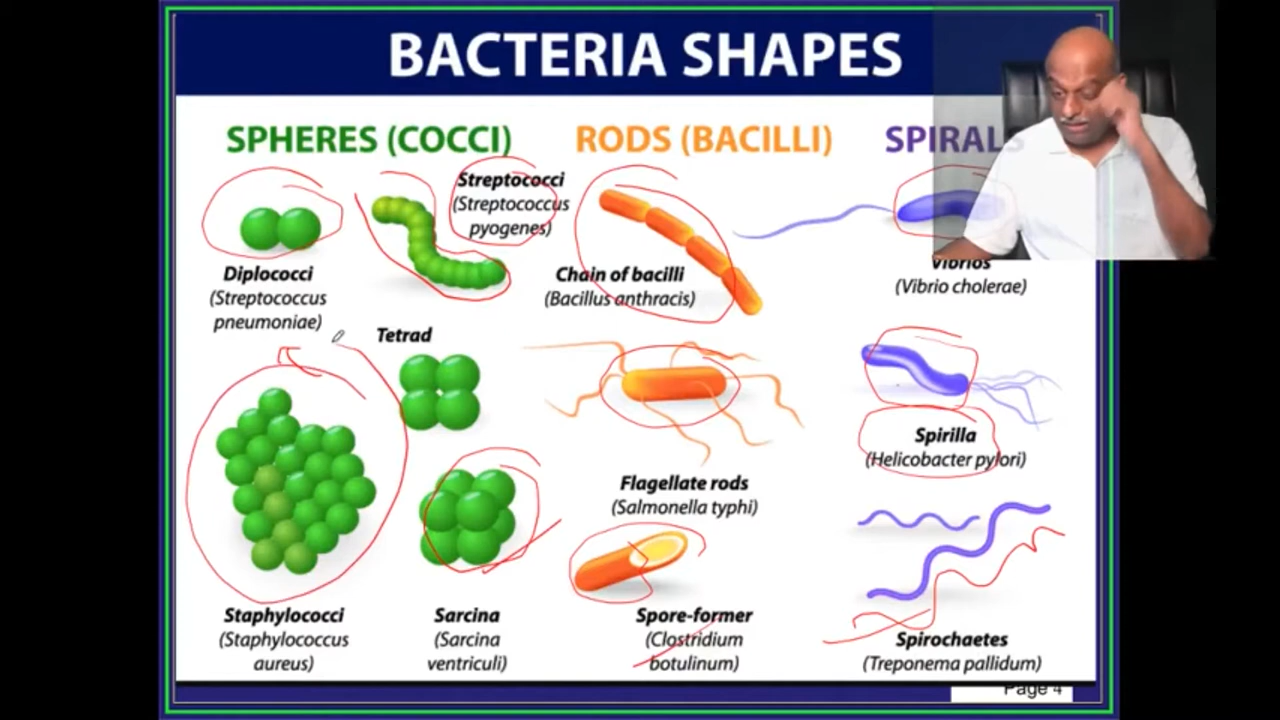 BACTERIA SHAPES
SPHERES (COCCI)
RODS (BACILLI)
SPIRALS
Diplococci
(Streptococcus
pneumoniae)
Streptococci
(Streptococcus
pyogenes)
Tetrad
Staphylococci
(Staphylococcus
aureus)
Sarcina
(Sarcina
ventriculi)
Chain of bacilli
(Bacillus anthracis)
Flagellate rods
(Salmonella typhi)
Spore-former
(Clostridium
botulinum)
Vibrios
(Vibrio cholerae)
Spirilla
(Helicobacter pylori)
Spirochaetes
(Treponema pallidum)
Page 4